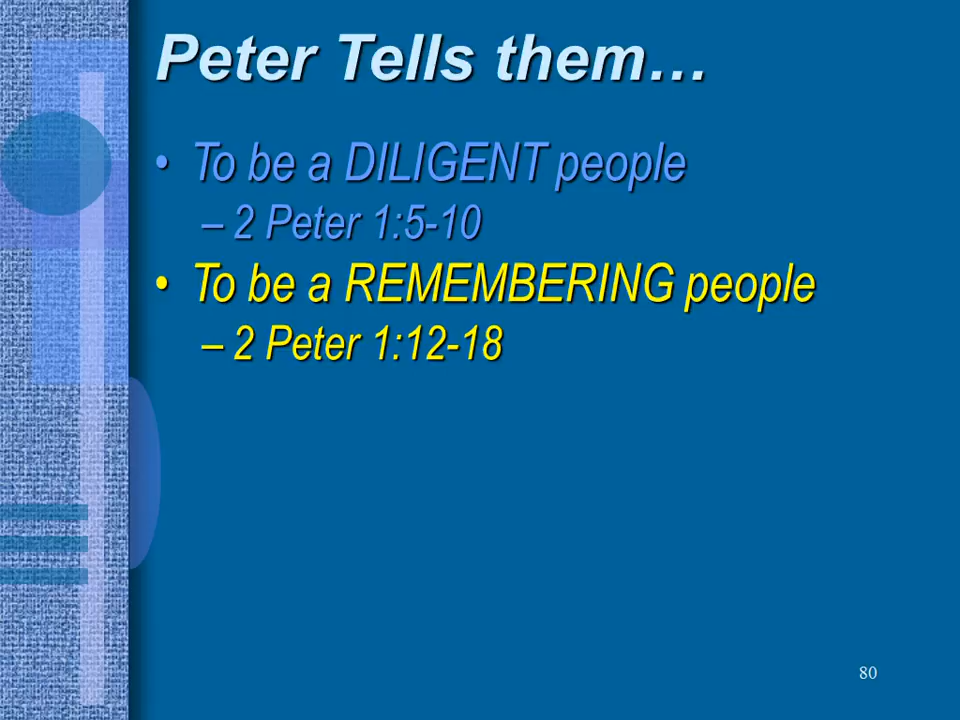 Peter Tells them…
• To be a DILIGENT people
– 2 Peter 1:5-10
• To be a REMEMBERING people
– 2 Peter 1:12-18
80